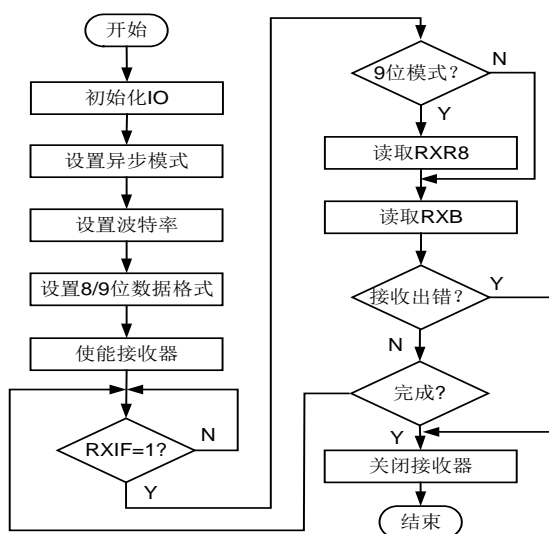 开始
初始化IO
设置异步模式
设置波特率
设置8/9位数据格式
使能接收器
RXIF=1?
N
Y
9位模式?
N
Y
读取RXR8
读取RXB
接收出错?
Y
N
完成?
Y
关闭接收器
结束